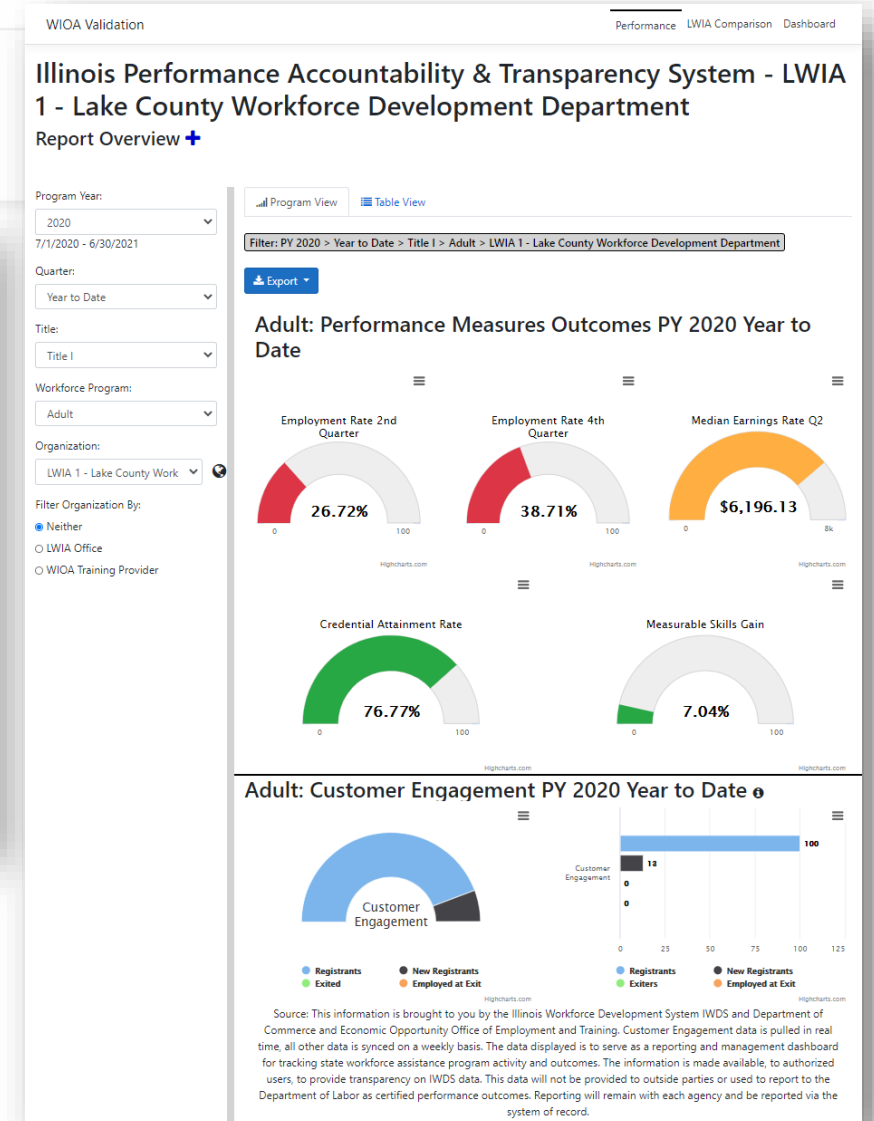 WIOA Validation
Performance LWIA Comparison Dashboard
Illinois Performance Accountability & Transparency System - LWIA
1 - Lake County Workforce Development Department
Report Overview
Program Year:
2020
7/1/2020 - 6/30/2021
Quarter:
Year to Date
Title:
Title I
Workforce Program:
Adult
Organization:
LWIA 1 - Lake County Work
Filter Organization By:
Neither
LWIA Office
WIOA Training Provider
Program View Table View
Filter: PY 2020 > Year to Date > Title I > Adult > LWIA 1 - Lake County Workforce Development Department
Export
Adult: Performance Measures Outcomes PY 2020 Year to
Date
Employment Rate 2nd
Quarter
26.72%
0 100
Highcharts.com
Employment Rate 4th
Quarter
38.71%
0 100
Highcharts.com
Median Earnings Rate Q2
$6,196.13
0 8k
Highcharts.com
Credential Attainment Rate
76.77%
0 100
Highcharts.com
Measurable Skills Gain
7.04%
0 100
Highcharts.com
Adult: Customer Engagement PY 2020 Year to Date
Customer
Engagement
Registrants New Registrants
Exited Employed at Exit
Highcharts.com
Customer
Engagement
100
13
0
0
0 25 50 75 100 125
Registrants New Registrants
Exiters Employed at Exit
Highcharts.com
Source: This information is brought to you by the Illinois Workforce Development System IWDS and Department of
Commerce and Economic Opportunity Office of Employment and Training. Customer Engagement data is pulled in real
time, all other data is synced on a weekly basis. The data displayed is to serve as a reporting and management dashboard
for tracking state workforce assistance program activity and outcomes. The information is made available, to authorized
users, to provide transparency on IWDS data. This data will not be provided to outside parties or used to report to the
Department of Labor as certified performance outcomes. Reporting will remain with each agency and be reported via the
system of record.